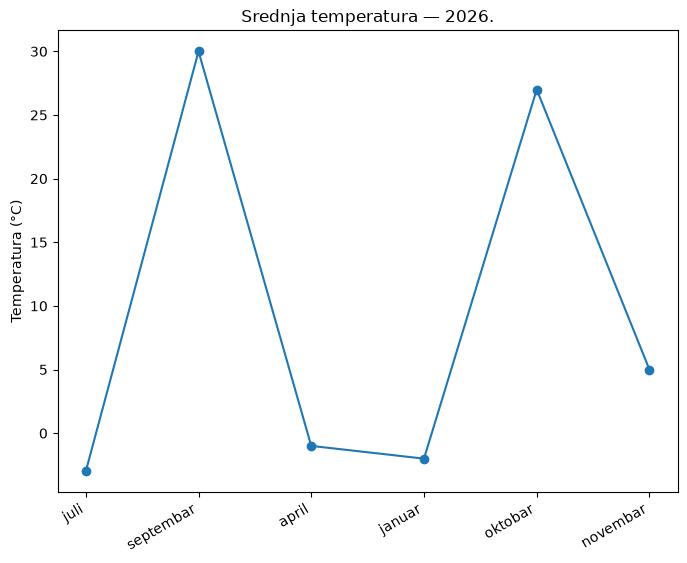 Srednja temperatura — 2026.
Temperatura (°C)
30
25
20
15
10
5
0
juli
septembar
april
januar
oktobar
novembar